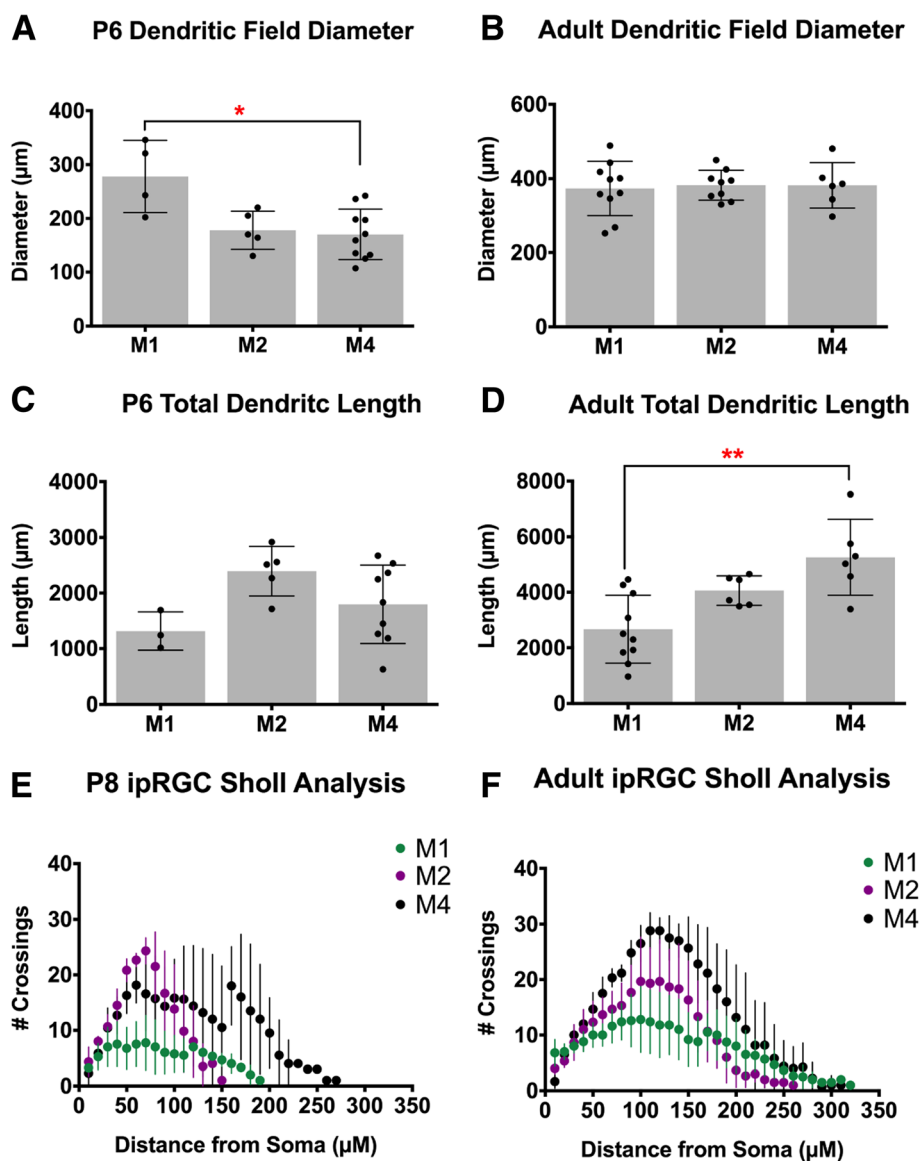 A P6 Dendritic Field Diameter
400
300
200
100
0
Diameter (µm)
*
M1 M2 M4
B Adult Dendritic Field Diameter
600
400
200
0
Diameter (µm)
M1 M2 M4
C P6 Total Dendritc Length
4000
3000
2000
1000
0
Length (µm)
M1 M2 M4
D Adult Total Dendritic Length
8000
6000
4000
2000
0
Length (µm)
**
M1 M2 M4
E P8 ipRGC Sholl Analysis
M1
M2
M4
40
30
20
10
0
# Crossings
0 50 100 150 200 250 300 350
Distance from Soma (µM)
F Adult ipRGC Sholl Analysis
M1
M2
M4
40
30
20
10
0
# Crossings
0 50 100 150 200 250 300 350
Distance from Soma (µM)